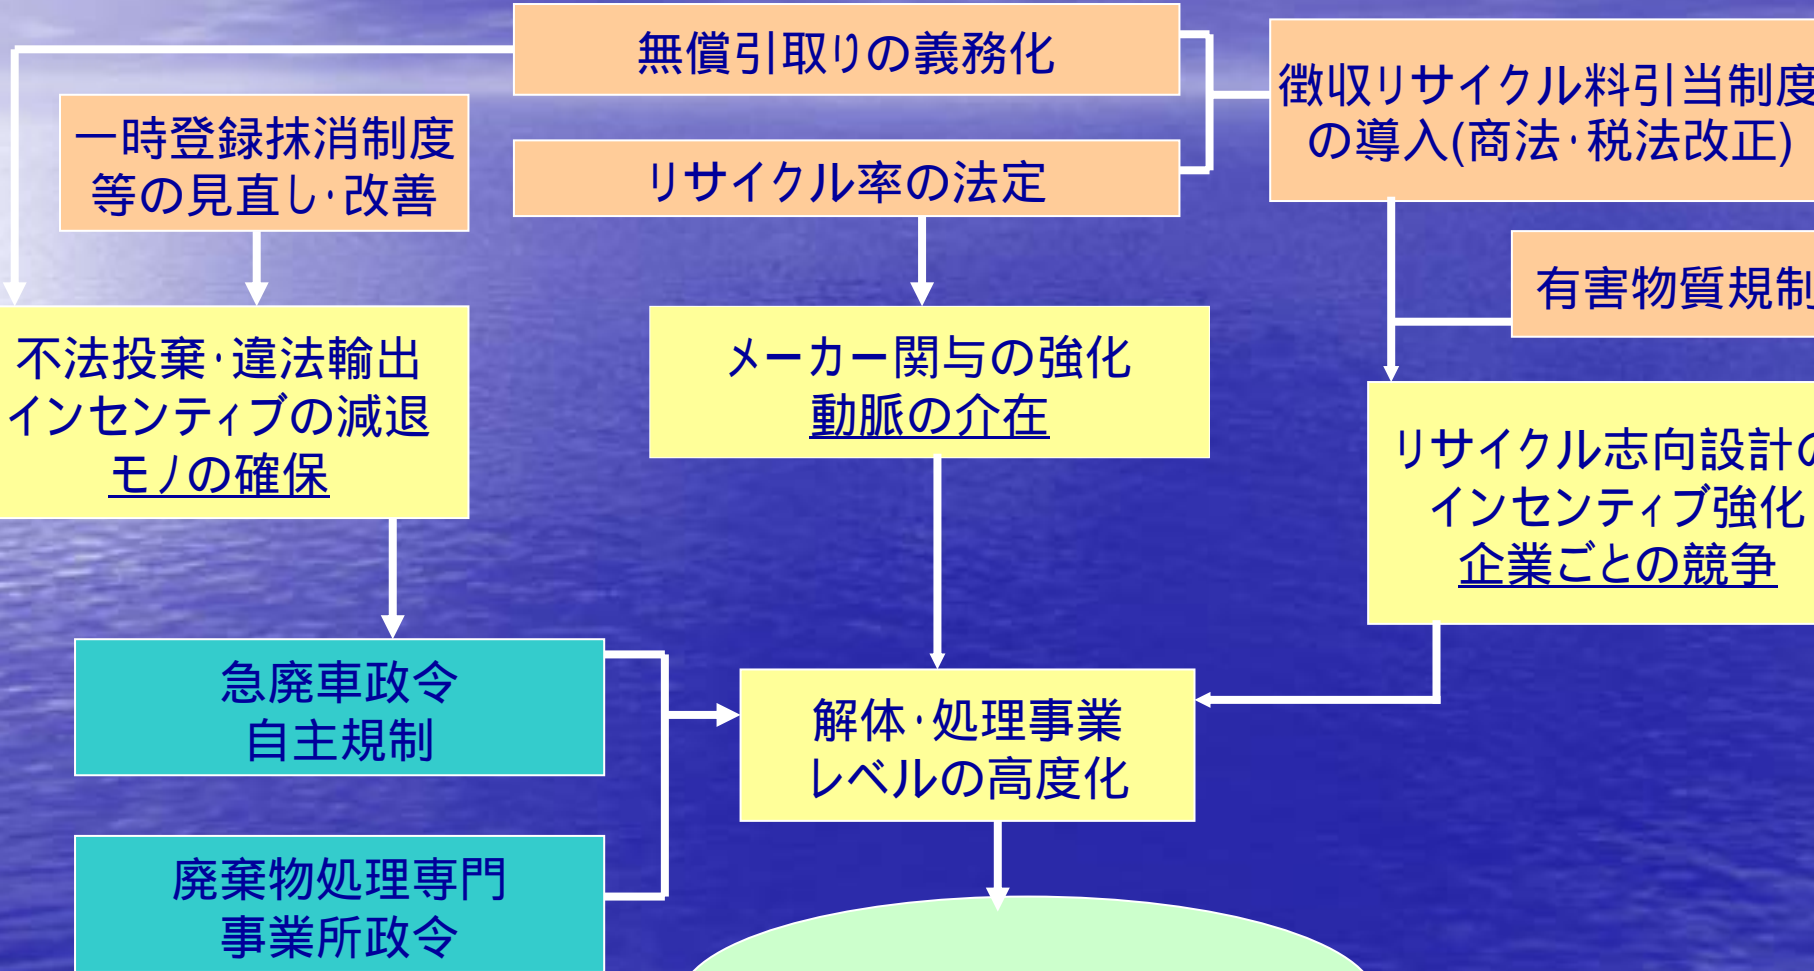 無償引取りの義務化
徴収リサイクル料引当制度
の導入(商法・税法改正)
一時登録抹消制度
等の見直し・改善
リサイクル率の法定
有害物質規制
不法投棄・違法輸出
インセンティブの減退
モノの確保
メーカー関与の強化
動脈の介在
リサイクル志向設計の
インセンティブ強化
企業ごとの競争
急廃車政令
自主規制
解体・処理事業
レベルの高度化
廃棄物処理専門
事業所政令